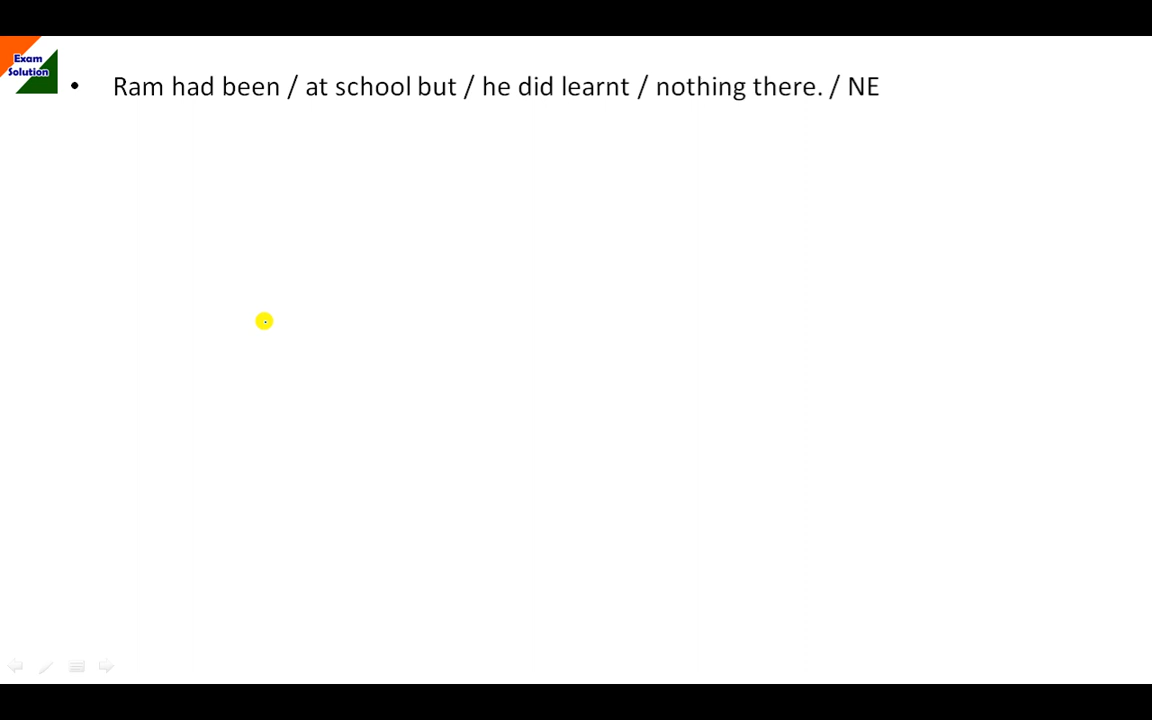 Exam
Solution
• Ram had been / at school but / he did learnt / nothing there. / NE